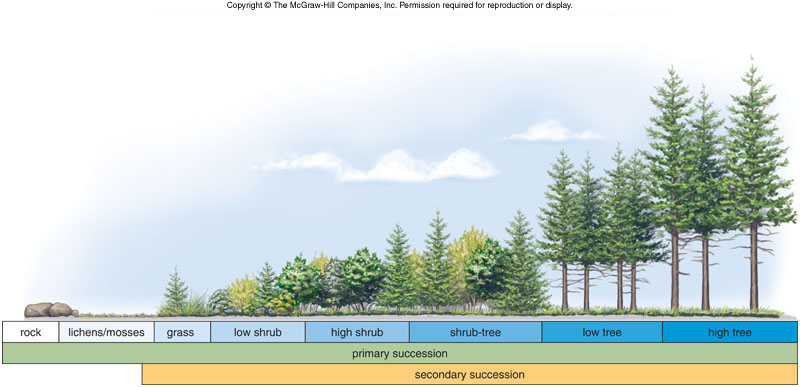 Copyright © The McGraw-Hill Companies, Inc. Permission required for reproduction or display.
rock lichens/mosses grass low shrub high shrub shrub-tree low tree high tree
primary succession
secondary succession